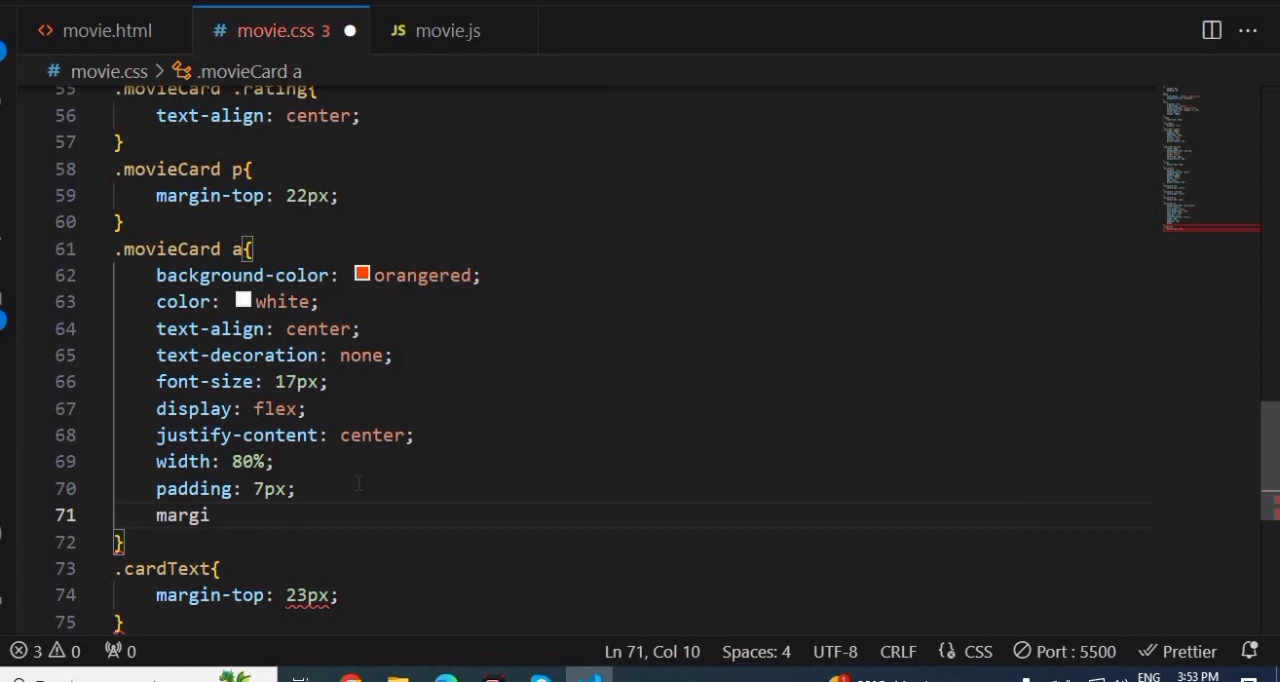 movie.html
# movie.css 3
JS movie.js
# movie.css > .movieCard a
55 .movieCard .rating{
56 text-align: center;
57 }
58 .movieCard p{
59 margin-top: 22px;
60 }
61 .movieCard a{
62 background-color: orangered;
63 color: white;
64 text-align: center;
65 text-decoration: none;
66 font-size: 17px;
67 display: flex;
68 justify-content: center;
69 width: 80%;
70 padding: 7px;
71 margi
72 }
73 .cardText{
74 margin-top: 23px;
75 }
3 0 0 Ln 71, Col 10 Spaces: 4 UTF-8 CRLF CSS Port : 5500 Prettier
ENG 3:53 PM